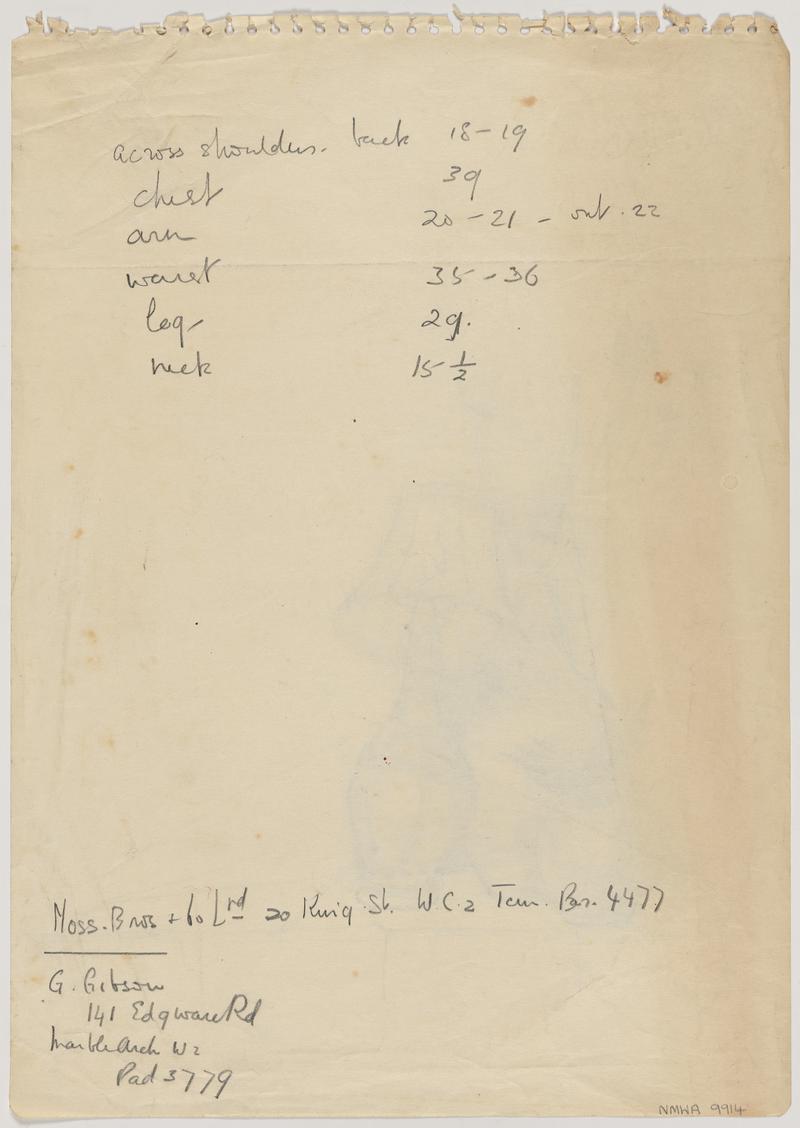 across shoulders. back 18-19
chest 39
arm 20-21 - out. 22
waist 35-36
leg 29.
neck 15 1/2
Moss. Bros + Co Lrd 20 King. St. W.C.2 Tem. Bar. 4477
G. Gibson
141 Edgware Rd
Marble Arch W2
Pad 3779
NMWA 9914